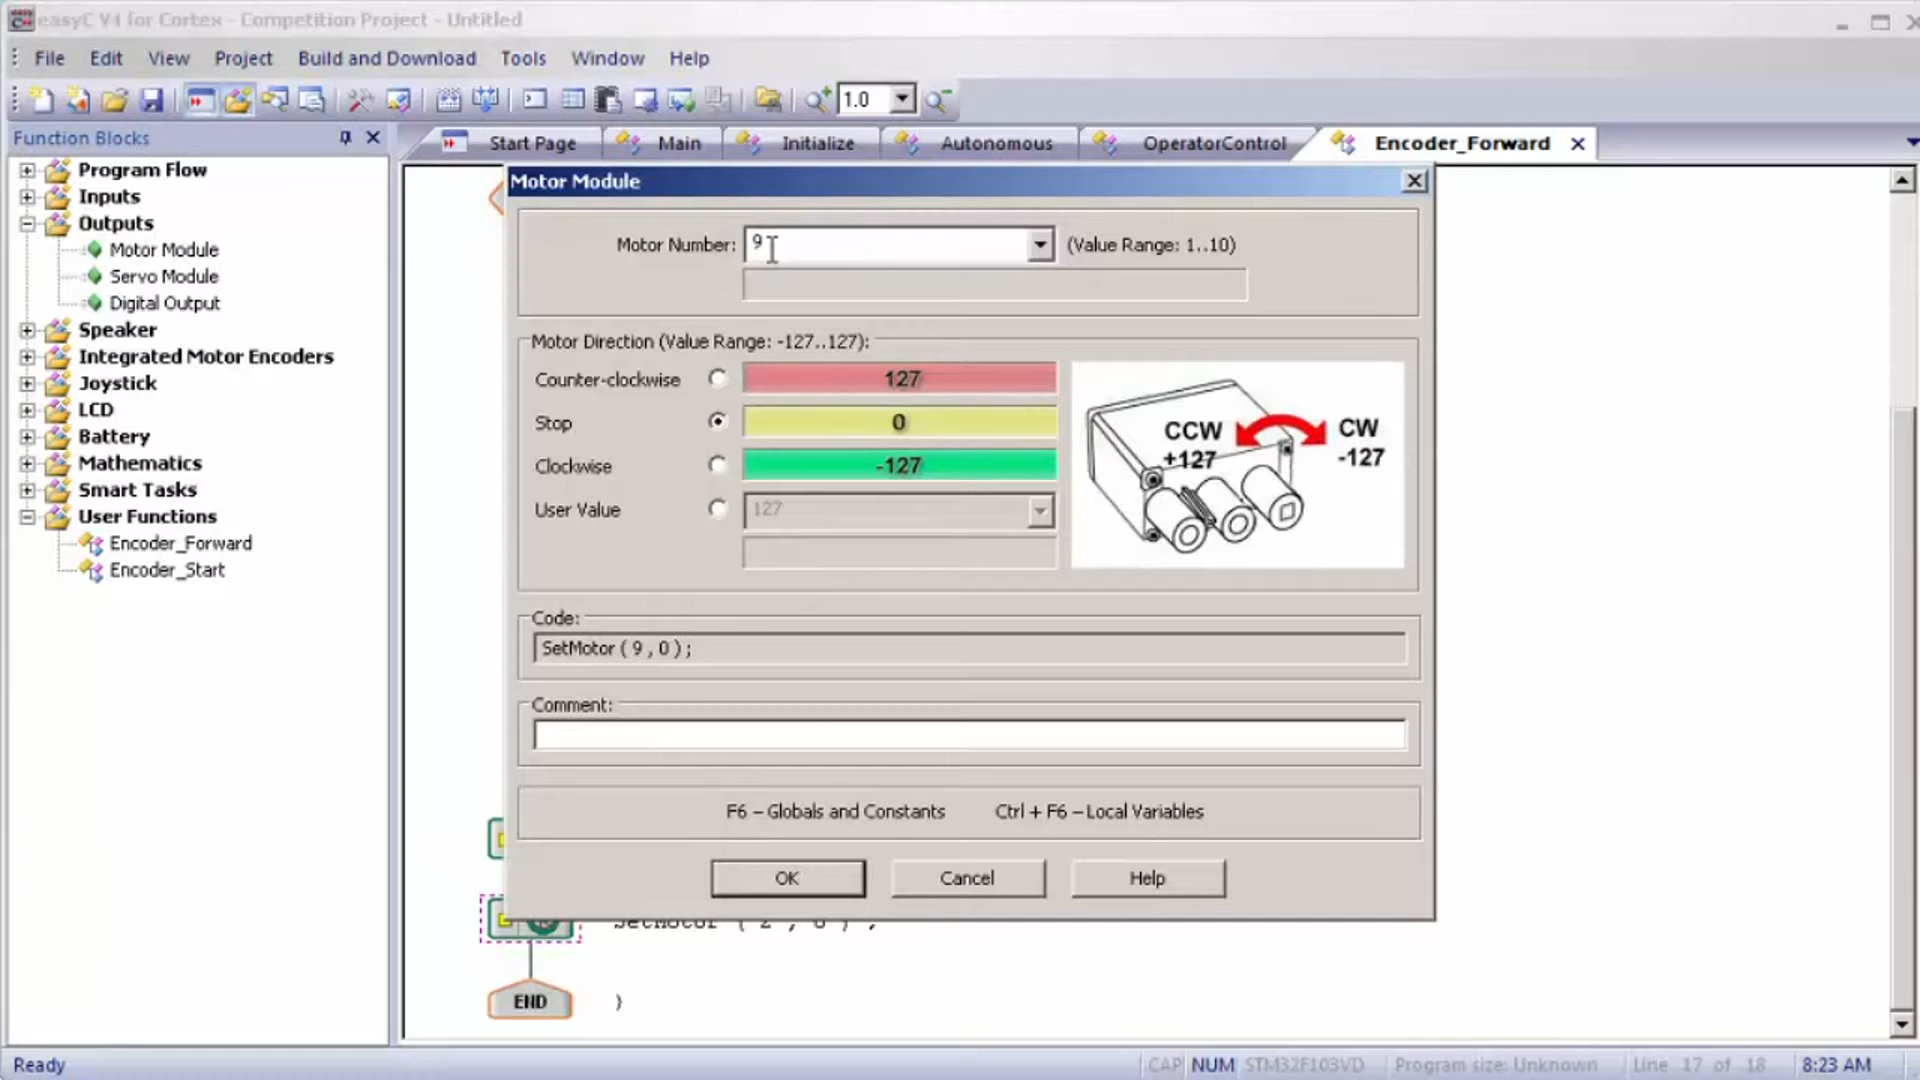 easyC V4 for Cortex - Competition Project - Untitled
File Edit View Project Build and Download Tools Window Help
1.0
Function Blocks
Start Page Main Initialize Autonomous OperatorControl Encoder_Forward
Program Flow
Inputs
Outputs
Motor Module
Servo Module
Digital Output
Speaker
Integrated Motor Encoders
Joystick
LCD
Battery
Mathematics
Smart Tasks
User Functions
Encoder_Forward
Encoder_Start
Motor Module
Motor Number: 9 (Value Range: 1..10)
Motor Direction (Value Range: -127..127):
Counter-clockwise 127
Stop 0
Clockwise -127
User Value 127
CCW +127
CW -127
Code:
SetMotor ( 9 , 0 ) ;
Comment:
F6 – Globals and Constants Ctrl + F6 – Local Variables
OK Cancel Help
SetMotor ( 2 , 0 ) ;
END }
Ready CAP NUM STM32F103VD Program size: Unknown Line 17 of 18 8:23 AM